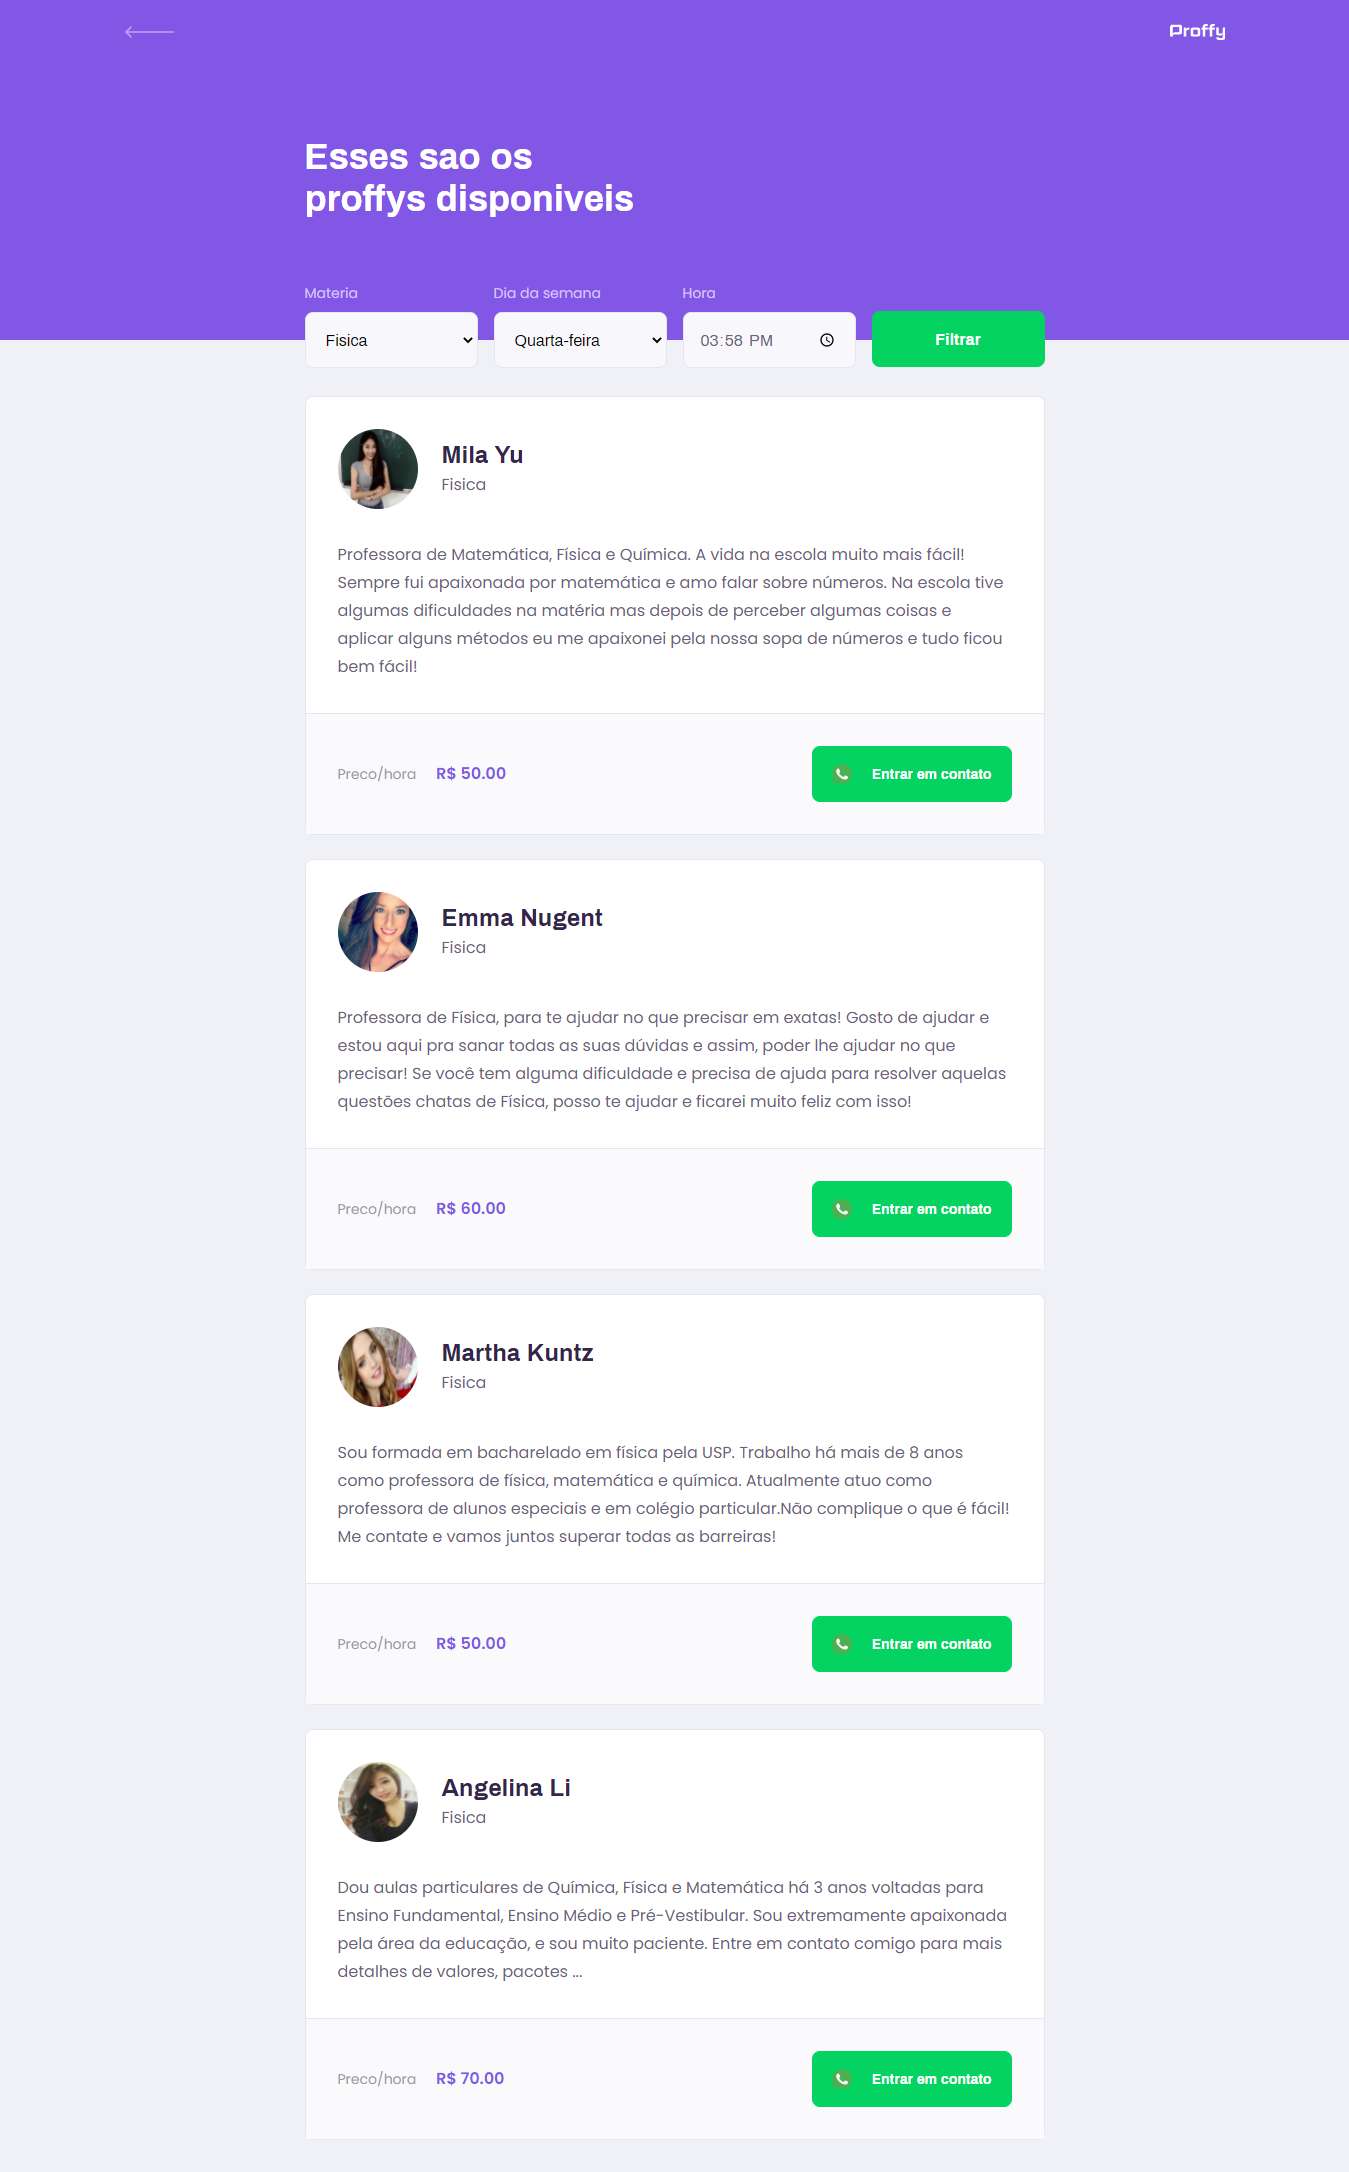 Proffy
Esses sao os
proffys disponiveis
Materia
Dia da semana
Hora
Fisica
Quarta-feira
03:58 PM
Filtrar
Mila Yu
Fisica
Professora de Matemática, Física e Química. A vida na escola muito mais fácil!
Sempre fui apaixonada por matemática e amo falar sobre números. Na escola tive
algumas dificuldades na matéria mas depois de perceber algumas coisas e
aplicar alguns métodos eu me apaixonei pela nossa sopa de números e tudo ficou
bem fácil!
Preco/hora R$ 50.00
Entrar em contato
Emma Nugent
Fisica
Professora de Física, para te ajudar no que precisar em exatas! Gosto de ajudar e
estou aqui pra sanar todas as suas dúvidas e assim, poder lhe ajudar no que
precisar! Se você tem alguma dificuldade e precisa de ajuda para resolver aquelas
questões chatas de Física, posso te ajudar e ficarei muito feliz com isso!
Preco/hora R$ 60.00
Entrar em contato
Martha Kuntz
Fisica
Sou formada em bacharelado em física pela USP. Trabalho há mais de 8 anos
como professora de física, matemática e química. Atualmente atuo como
professora de alunos especiais e em colégio particular.Não complique o que é fácil!
Me contate e vamos juntos superar todas as barreiras!
Preco/hora R$ 50.00
Entrar em contato
Angelina Li
Fisica
Dou aulas particulares de Química, Física e Matemática há 3 anos voltadas para
Ensino Fundamental, Ensino Médio e Pré-Vestibular. Sou extremamente apaixonada
pela área da educação, e sou muito paciente. Entre em contato comigo para mais
detalhes de valores, pacotes ...
Preco/hora R$ 70.00
Entrar em contato